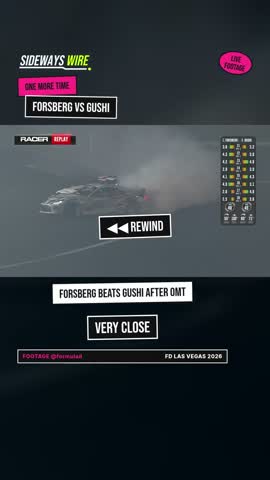 SIDEWAYS WIRE.
LIVE FOOTAGE
ONE MORE TIME
FORSBERG VS GUSHI
RACER REPLAY
REWIND
FORSBERG BEATS GUSHI AFTER OMT
VERY CLOSE
FOOTAGE @formulad
FD LAS VEGAS 2026